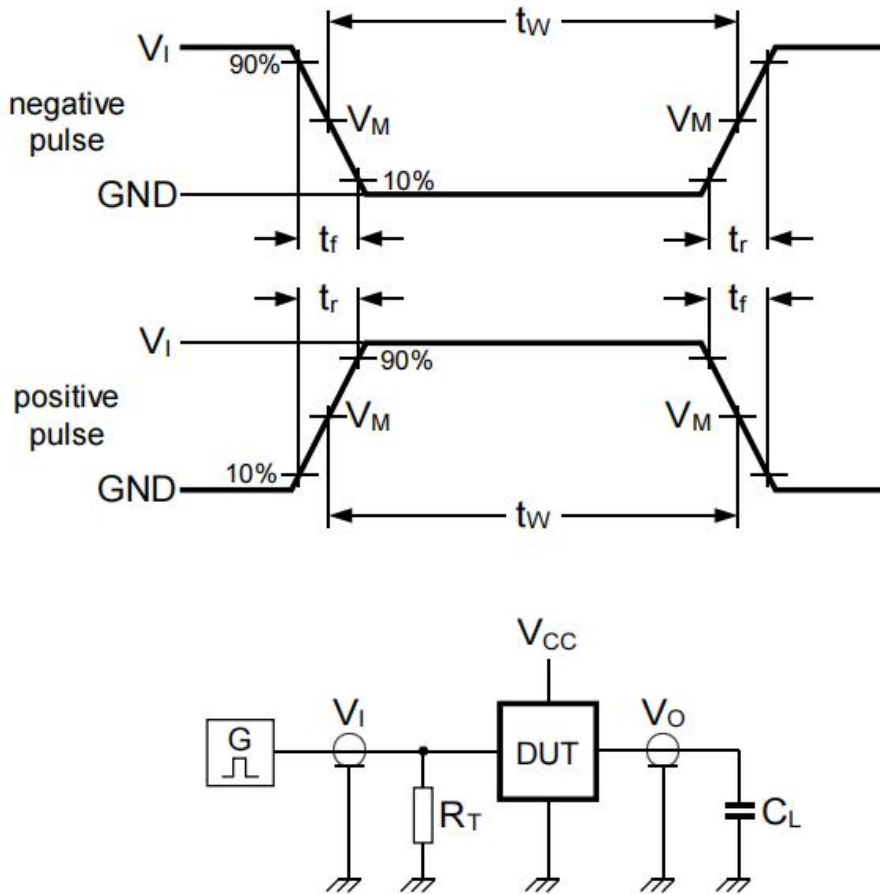 tW
VI
90%
negative
pulse
VM
VM
10%
GND
tf
tr
tr
tf
VI
90%
positive
pulse
VM
VM
10%
GND
tW
VCC
VI
VO
G
DUT
RT
CL